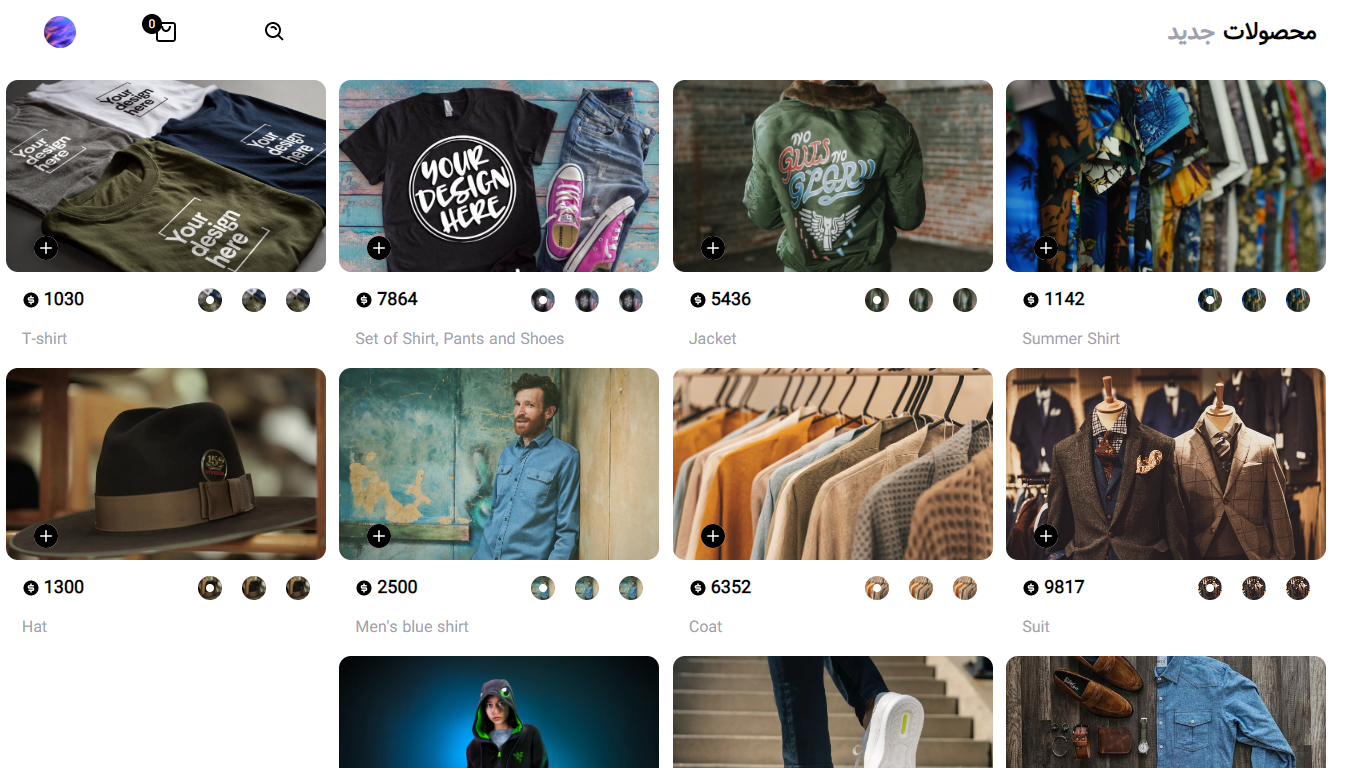 محصولات جدید
0
Your design here
Your design here
Your design here
Your design here
YOUR
DESIGN
HERE
NO
GUTS NO
GLORY
1142
5436
7864
1030
Summer Shirt
Jacket
Set of Shirt, Pants and Shoes
T-shirt
159
9817
6352
2500
1300
Suit
Coat
Men's blue shirt
Hat